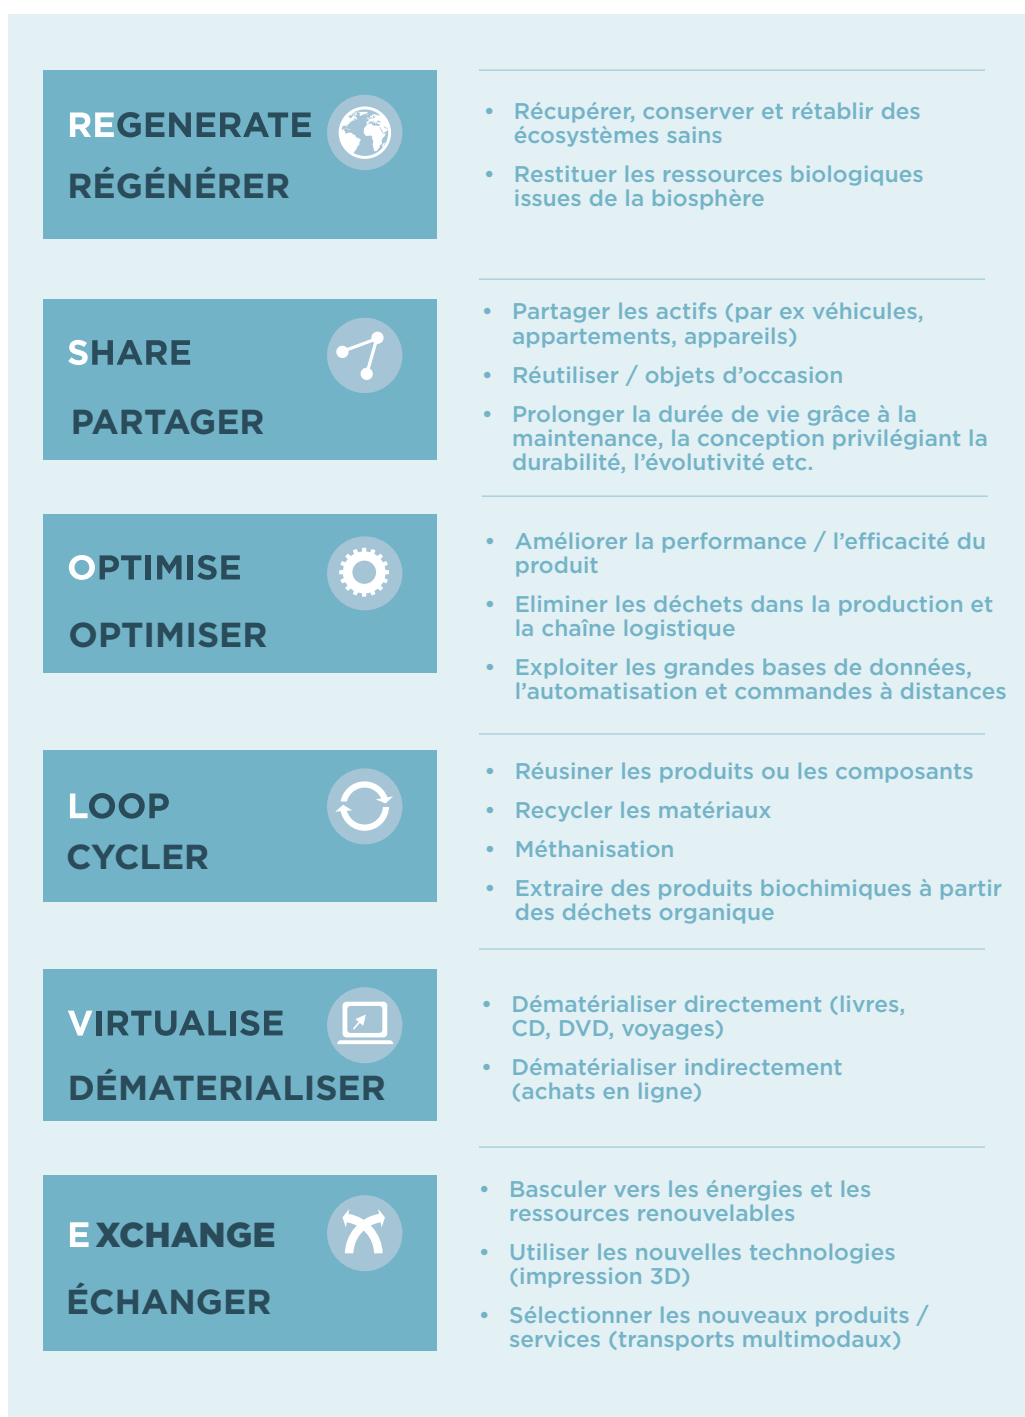 REGENERATE
RÉGÉNÉRER
• Récupérer, conserver et rétablir des
écosystèmes sains
• Restituer les ressources biologiques
issues de la biosphère
SHARE
PARTAGER
• Partager les actifs (par ex véhicules,
appartements, appareils)
• Réutiliser / objets d’occasion
• Prolonger la durée de vie grâce à la
maintenance, la conception privilégiant la
durabilité, l’évolutivité etc.
OPTIMISE
OPTIMISER
• Améliorer la performance / l’efficacité du
produit
• Eliminer les déchets dans la production et
la chaîne logistique
• Exploiter les grandes bases de données,
l’automatisation et commandes à distances
LOOP
CYCLER
• Réusiner les produits ou les composants
• Recycler les matériaux
• Méthanisation
• Extraire des produits biochimiques à partir
des déchets organique
VIRTUALISE
DÉMATERIALISER
• Dématérialiser directement (livres,
CD, DVD, voyages)
• Dématérialiser indirectement
(achats en ligne)
E XCHANGE
ÉCHANGER
• Basculer vers les énergies et les
ressources renouvelables
• Utiliser les nouvelles technologies
(impression 3D)
• Sélectionner les nouveaux produits /
services (transports multimodaux)